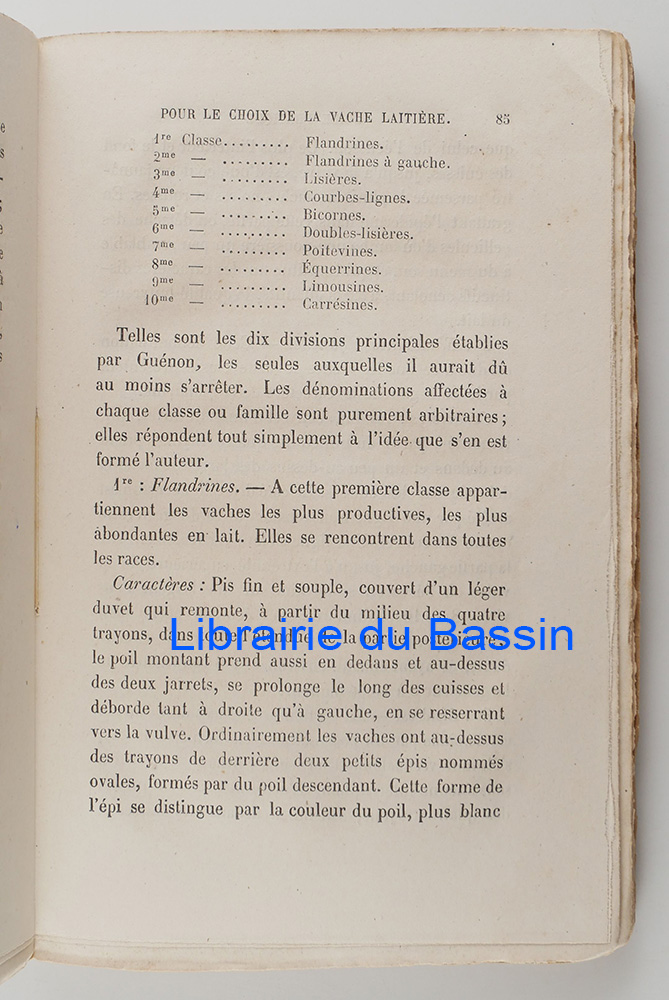 POUR LE CHOIX DE LA VACHE LAITIÈRE. 85
1re Classe......... Flandrines.
2me — ......... Flandrines à gauche.
3me — ......... Lisières.
4me — ......... Courbes-lignes.
5me — ......... Bicornes.
6me — ......... Doubles-lisières.
7me — ......... Poitevines.
8me — ......... Équerrines.
9me — ......... Limousines.
10me — ......... Carrésines.
Telles sont les dix divisions principales établies
par Guénon, les seules auxquelles il aurait dû
au moins s'arrêter. Les dénominations affectées à
chaque classe ou famille sont purement arbitraires;
elles répondent tout simplement à l'idée que s'en est
formé l'auteur.
1re : Flandrines. — A cette première classe appar-
tiennent les vaches les plus productives, les plus
abondantes en lait. Elles se rencontrent dans toutes
les races.
Caractères : Pis fin et souple, couvert d'un léger
duvet qui remonte, à partir du milieu des quatre
trayons, dans toute l'étendue de la partie postérieure;
Librairie du Bassin
le poil montant prend aussi en dedans et au-dessus
des deux jarrets, se prolonge le long des cuisses et
déborde tant à droite qu'à gauche, en se resserrant
vers la vulve. Ordinairement les vaches ont au-dessus
des trayons de derrière deux petits épis nommés
ovales, formés par du poil descendant. Cette forme de
l'épi se distingue par la couleur du poil, plus blanc